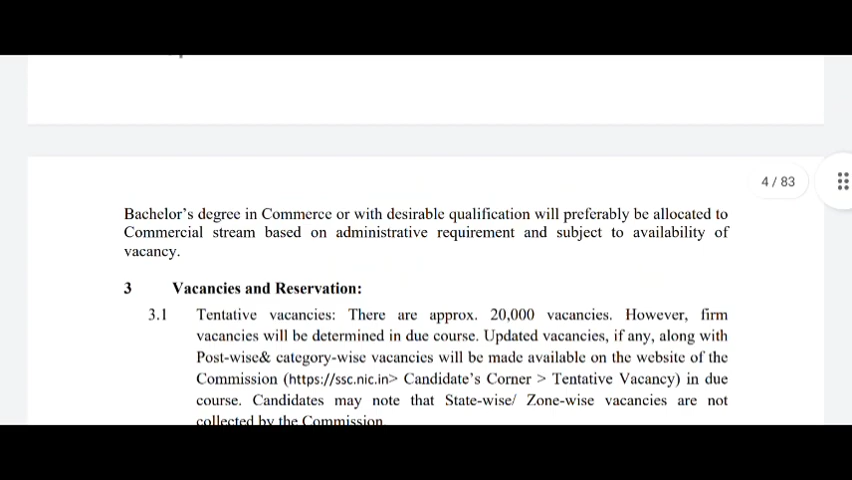 4 / 83
Bachelor's degree in Commerce or with desirable qualification will preferably be allocated to
Commercial stream based on administrative requirement and subject to availability of
vacancy.
3 Vacancies and Reservation:
3.1 Tentative vacancies: There are approx. 20,000 vacancies. However, firm
vacancies will be determined in due course. Updated vacancies, if any, along with
Post-wise& category-wise vacancies will be made available on the website of the
Commission (https://ssc.nic.in> Candidate's Corner > Tentative Vacancy) in due
course. Candidates may note that State-wise/ Zone-wise vacancies are not
collected by the Commission.